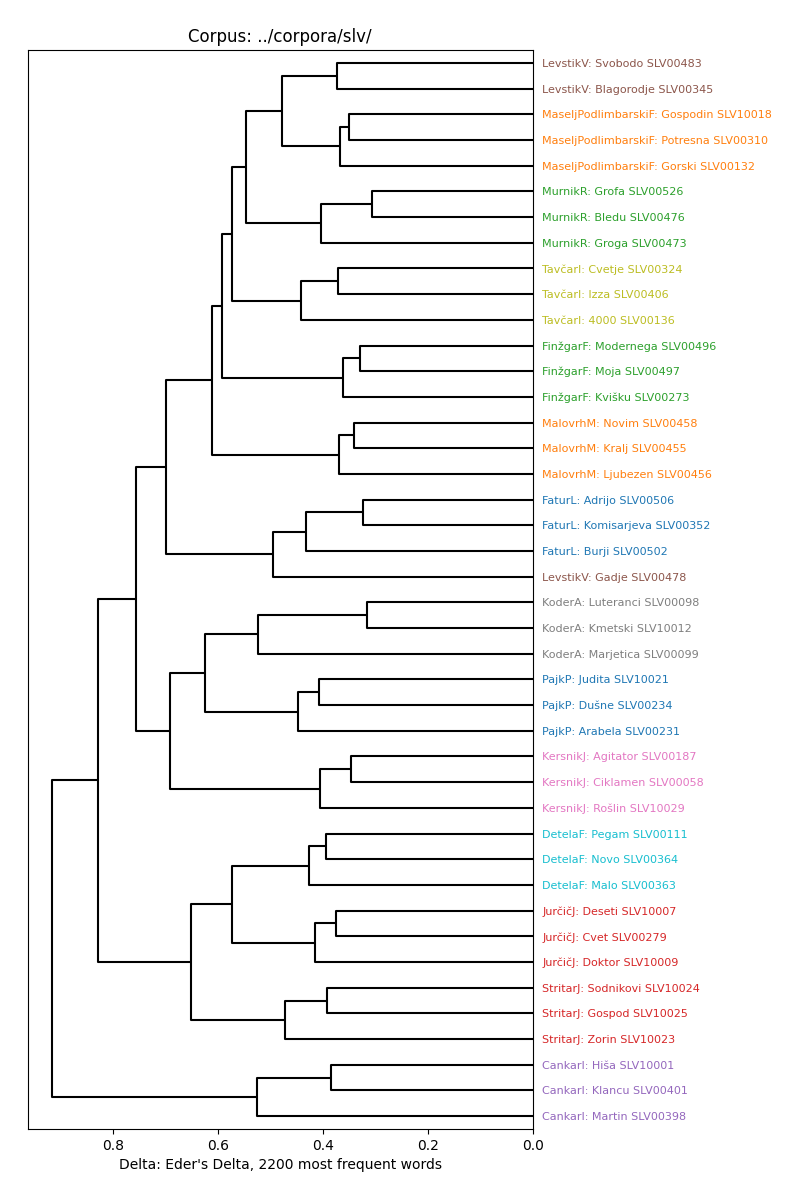 Corpus: ../corpora/slv/
LevstikV: Svobodo SLV00483
LevstikV: Blagorodje SLV00345
MaseljPodlimbarskiF: Gospodin SLV10018
MaseljPodlimbarskiF: Potresna SLV00310
MaseljPodlimbarskiF: Gorski SLV00132
MurnikR: Grofa SLV00526
MurnikR: Bledu SLV00476
MurnikR: Groga SLV00473
TavčarI: Cvetje SLV00324
TavčarI: Izza SLV00406
TavčarI: 4000 SLV00136
FinžgarF: Modernega SLV00496
FinžgarF: Moja SLV00497
FinžgarF: Kvišku SLV00273
MalovrhM: Novim SLV00458
MalovrhM: Kralj SLV00455
MalovrhM: Ljubezen SLV00456
FaturL: Adrijo SLV00506
FaturL: Komisarjeva SLV00352
FaturL: Burji SLV00502
LevstikV: Gadje SLV00478
KoderA: Luteranci SLV00098
KoderA: Kmetski SLV10012
KoderA: Marjetica SLV00099
PajkP: Judita SLV10021
PajkP: Dušne SLV00234
PajkP: Arabela SLV00231
KersnikJ: Agitator SLV00187
KersnikJ: Ciklamen SLV00058
KersnikJ: Rošlin SLV10029
DetelaF: Pegam SLV00111
DetelaF: Novo SLV00364
DetelaF: Malo SLV00363
JurčičJ: Deseti SLV10007
JurčičJ: Cvet SLV00279
JurčičJ: Doktor SLV10009
StritarJ: Sodnikovi SLV10024
StritarJ: Gospod SLV10025
StritarJ: Zorin SLV10023
CankarI: Hiša SLV10001
CankarI: Klancu SLV00401
CankarI: Martin SLV00398
0.8 0.6 0.4 0.2 0.0
Delta: Eder's Delta, 2200 most frequent words